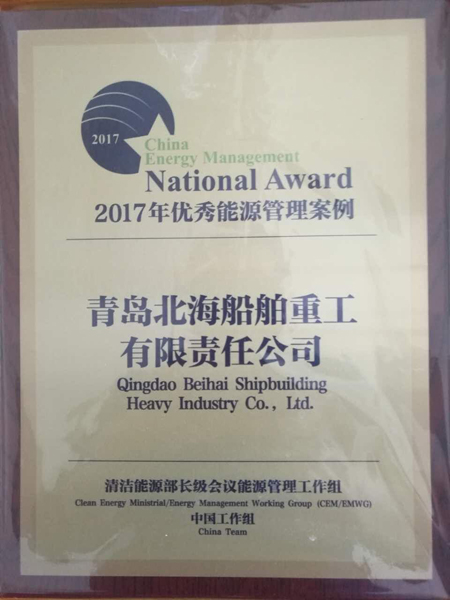 2017
China
Energy Management
National Award
2017年优秀能源管理案例
青岛北海船舶重工
有限责任公司
Qingdao Beihai Shipbuilding
Heavy Industry Co., Ltd.
清洁能源部长级会议能源管理工作组
Clean Energy Ministrial/Energy Management Working Group (CEM/EMWG)
中国工作组
China Team